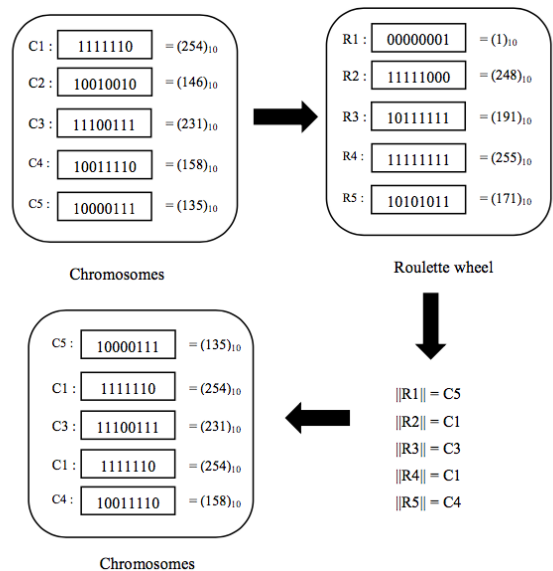 C1 : 1111110 = (254)10
C2 : 10010010 = (146)10
C3 : 11100111 = (231)10
C4 : 10011110 = (158)10
C5 : 10000111 = (135)10
Chromosomes
R1 : 00000001 = (1)10
R2 : 11111000 = (248)10
R3 : 10111111 = (191)10
R4 : 11111111 = (255)10
R5 : 10101011 = (171)10
Roulette wheel
||R1|| = C5
||R2|| = C1
||R3|| = C3
||R4|| = C1
||R5|| = C4
C5 : 10000111 = (135)10
C1 : 1111110 = (254)10
C3 : 11100111 = (231)10
C1 : 1111110 = (254)10
C4 : 10011110 = (158)10
Chromosomes